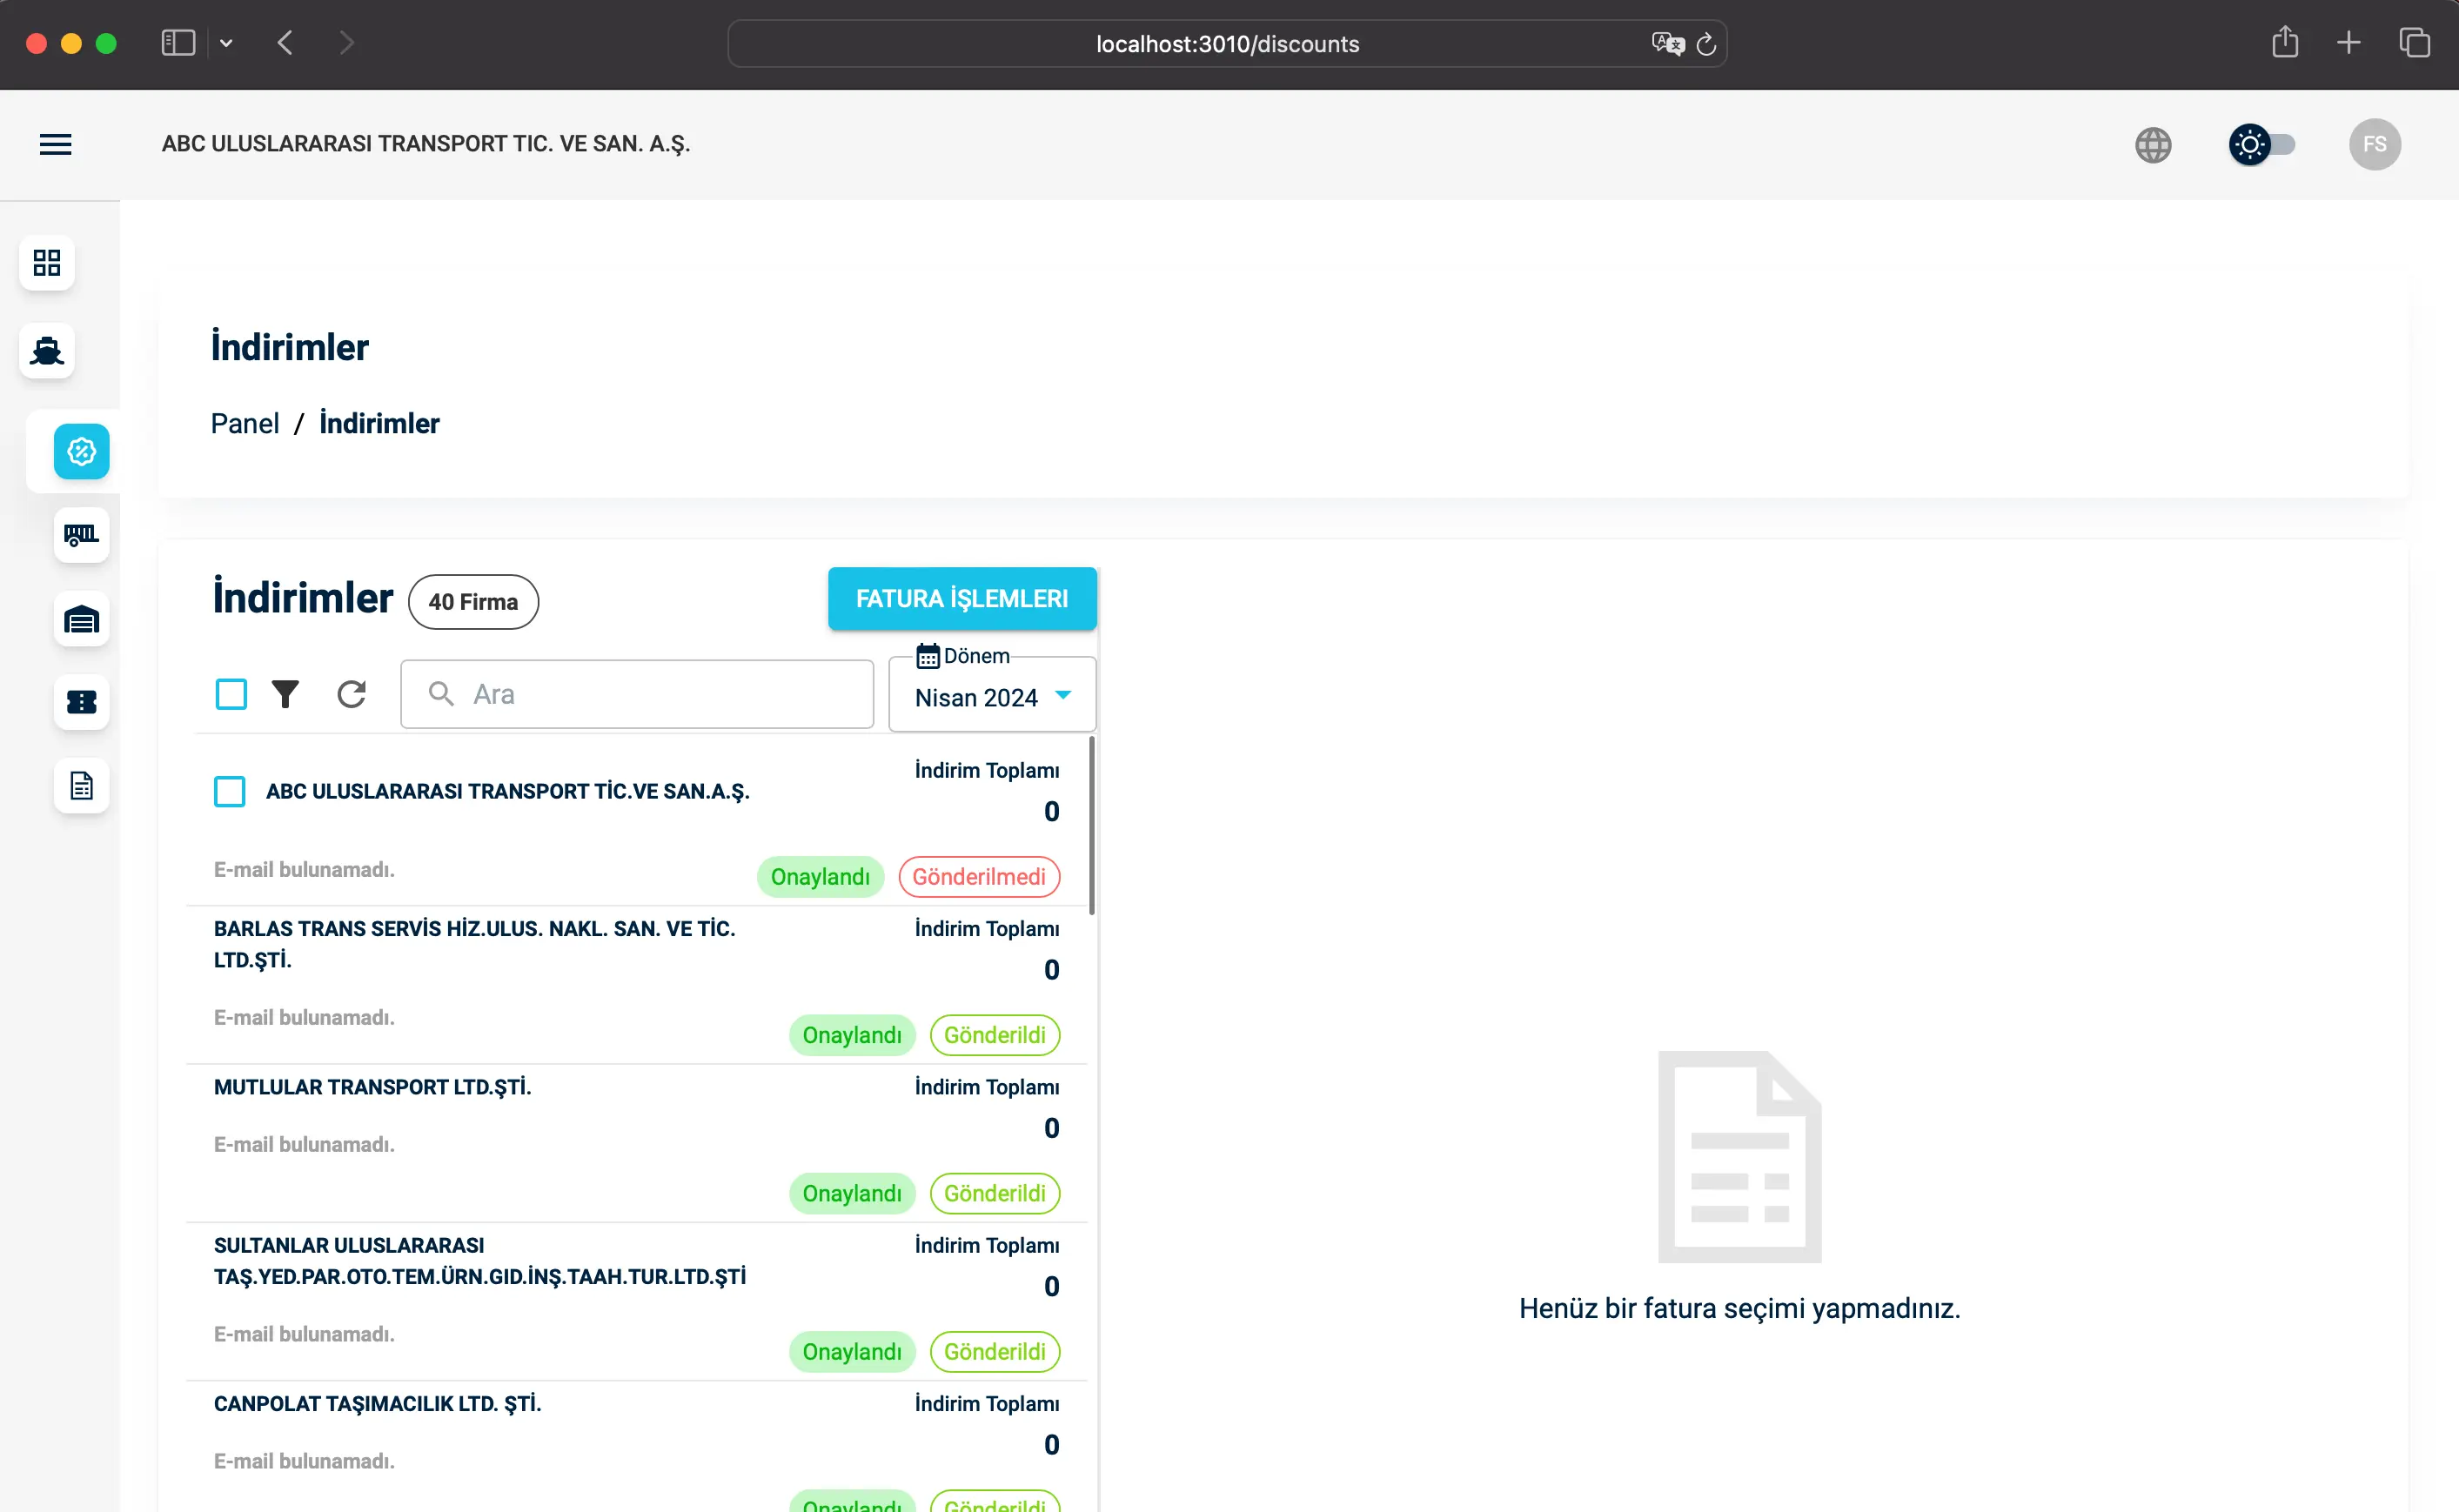 localhost:3010/discounts
ABC ULUSLARARASI TRANSPORT TIC. VE SAN. A.Ş.
FS
İndirimler
Panel / İndirimler
İndirimler
40 Firma
FATURA İŞLEMLERI
Ara
Dönem
Nisan 2024
ABC ULUSLARARASI TRANSPORT TİC.VE SAN.A.Ş.
İndirim Toplamı
0
E-mail bulunamadı.
Onaylandı
Gönderilmedi
BARLAS TRANS SERVİS HİZ.ULUS. NAKL. SAN. VE TİC.
LTD.ŞTİ.
İndirim Toplamı
0
E-mail bulunamadı.
Onaylandı
Gönderildi
MUTLULAR TRANSPORT LTD.ŞTİ.
İndirim Toplamı
0
E-mail bulunamadı.
Onaylandı
Gönderildi
SULTANLAR ULUSLARARASI
TAŞ.YED.PAR.OTO.TEM.ÜRN.GID.İNŞ.TAAH.TUR.LTD.ŞTİ
İndirim Toplamı
0
E-mail bulunamadı.
Onaylandı
Gönderildi
CANPOLAT TAŞIMACILIK LTD. ŞTİ.
İndirim Toplamı
0
E-mail bulunamadı.
Onaylandı
Gönderildi
Henüz bir fatura seçimi yapmadınız.